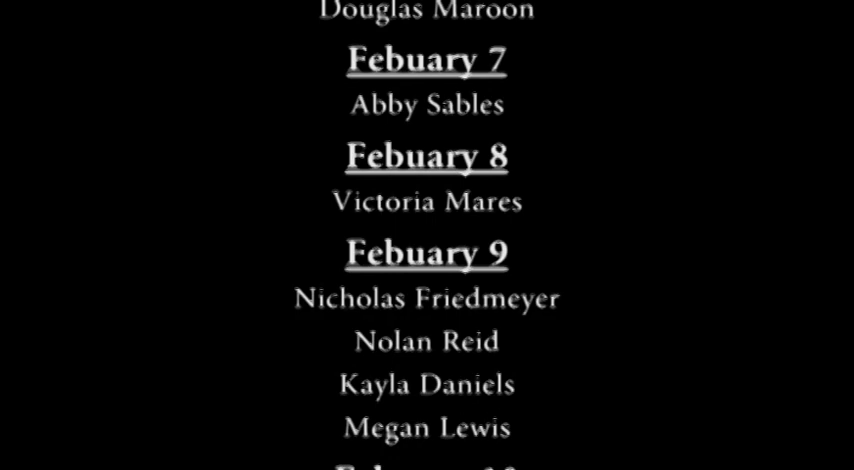 Douglas Maroon
Febuary 7
Abby Sables
Febuary 8
Victoria Mares
Febuary 9
Nicholas Friedmeyer
Nolan Reid
Kayla Daniels
Megan Lewis